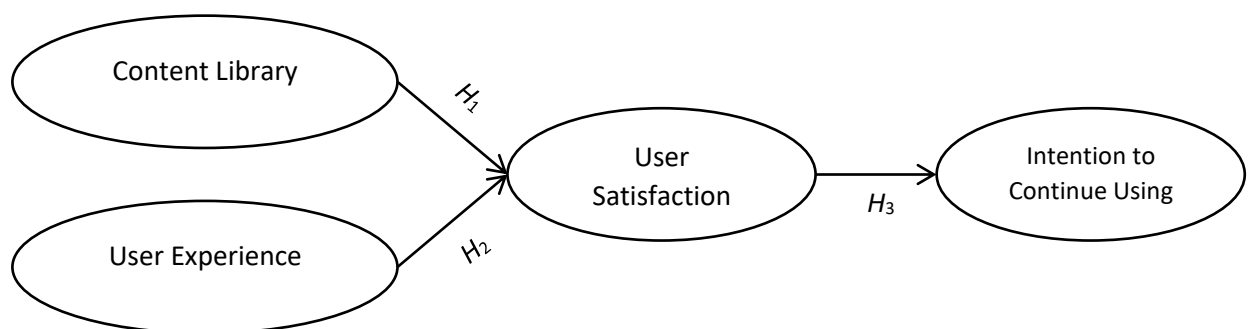 Content Library
H₁
User
Satisfaction
Intention to
Continue Using
H₃
User Experience
H₂